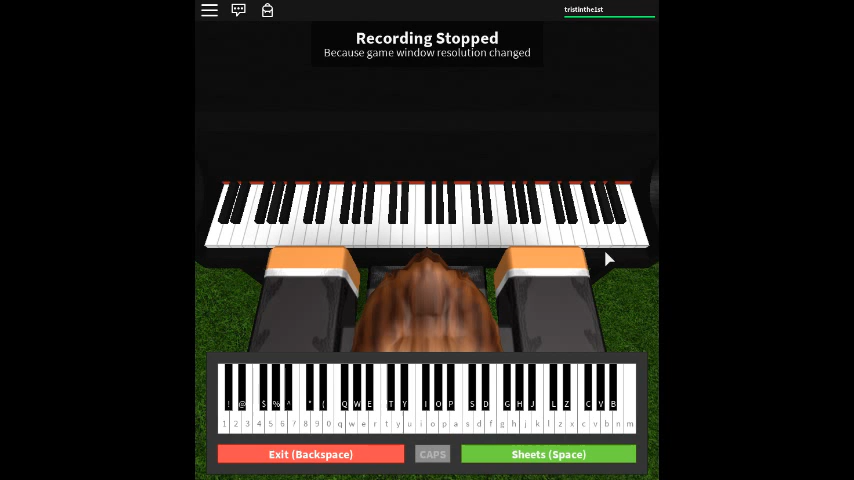 tristinthe1st
Recording Stopped
Because game window resolution changed
! @ $ % ^ * ( Q W E T Y I O P S D G H J L Z C V B
1 2 3 4 5 6 7 8 9 0 q w e r t y u i o p a s d f g h j k l z x c v b n m
Exit (Backspace)
CAPS
Sheets (Space)